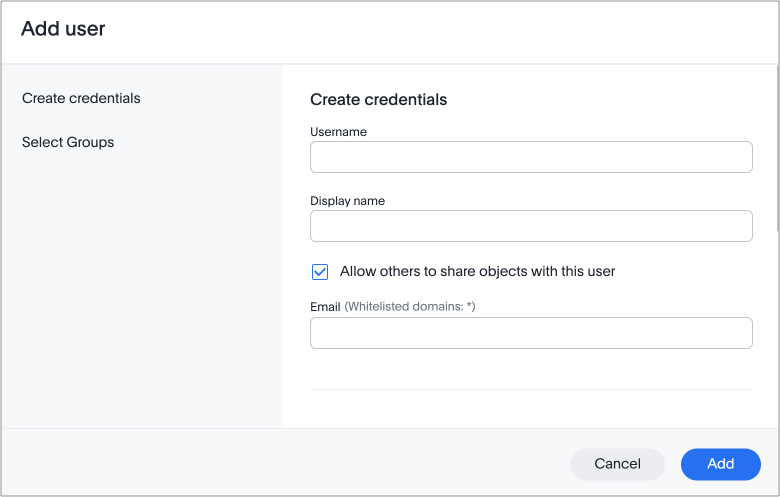 Add user
Create credentials
Select Groups
Create credentials
Username
Display name
Allow others to share objects with this user
Email (Whitelisted domains: *)
Cancel
Add